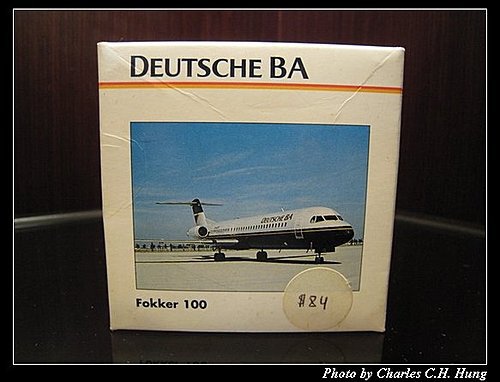 DEUTSCHE BA
DEUTSCHE BA
Fokker 100
#84
Photo by Charles C.H. Hung